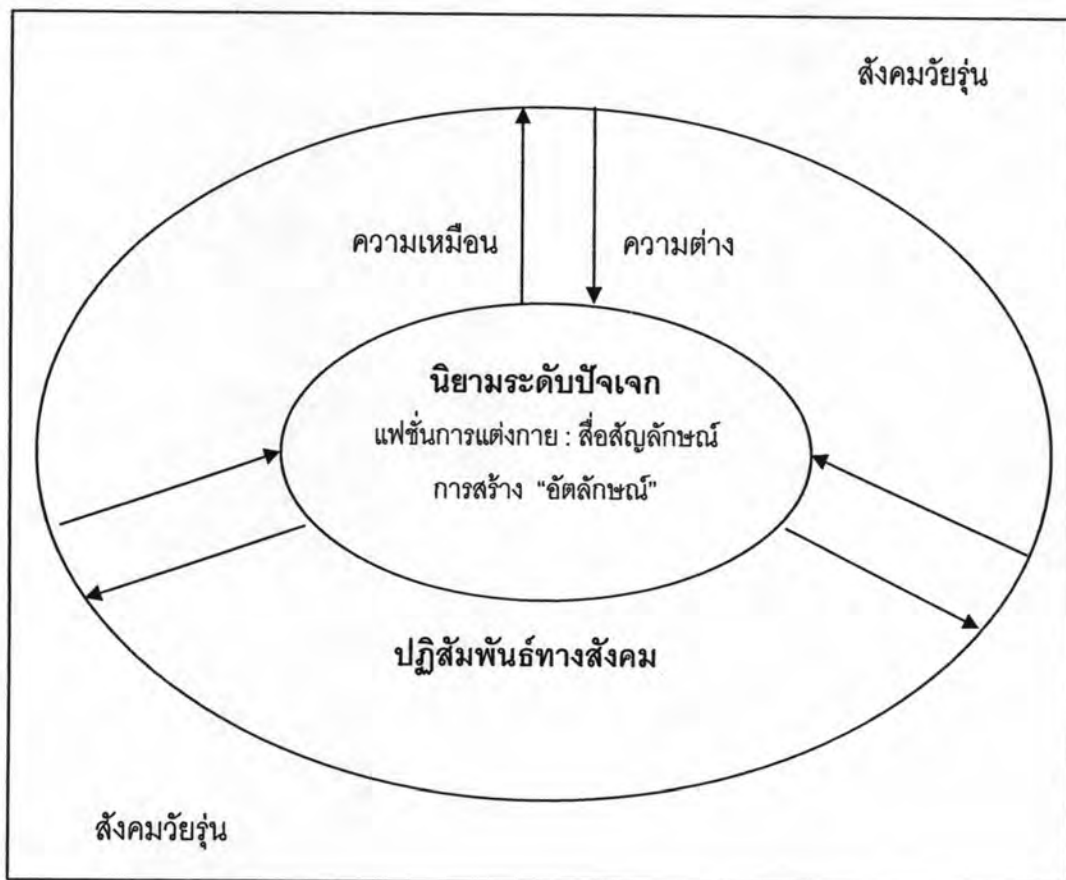 สังคมวัยรุ่น
ความเหมือน
ความต่าง
นิยามระดับปัจเจก
แฟชั่นการแต่งกาย : สื่อสัญลักษณ์
การสร้าง “อัตลักษณ์”
ปฏิสัมพันธ์ทางสังคม
สังคมวัยรุ่น